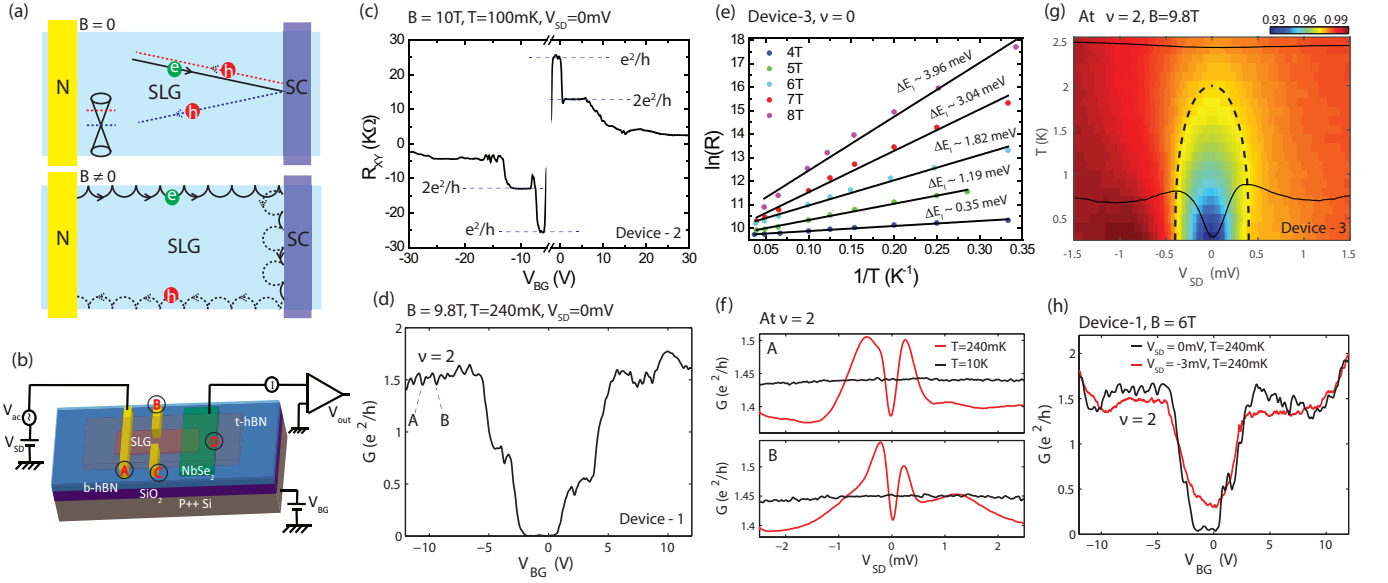 (a)
B = 0
N
e
h
SLG
h
SC
B ≠ 0
e
N
SLG
SC
h
(b)
V_ac
V_SD
SLG
A
B
C
D
t-hBN
NbSe_2
b-hBN
SiO_2
P++ Si
I
V_out
V_BG
(c)
B = 10T, T=100mK, V_SD=0mV
30
20
10
0
-10
-20
-30
R_XY (KΩ)
e²/h
2e²/h
2e²/h
e²/h
Device - 2
-30 -20 -10 0 10 20 30
V_BG (V)
(d)
B = 9.8T, T=240mK, V_SD=0mV
2
1.5
1
0.5
0
G (e²/h)
ν = 2
A
B
Device - 1
-10 -5 0 5 10
V_BG (V)
(e)
Device-3, ν = 0
18
17
16
15
14
13
12
11
10
ln(R)
4T
5T
6T
7T
8T
ΔE_i ~ 3.96 meV
ΔE_i ~ 3.04 meV
ΔE_i ~ 1.82 meV
ΔE_i ~ 1.19 meV
ΔE_i ~ 0.35 meV
0.05 0.10 0.15 0.20 0.25 0.30 0.35
1/T (K⁻¹)
(f)
At ν = 2
A
T=240mK
T=10K
1.5
1.45
1.4
G (e²/h)
B
1.5
1.45
1.4
G (e²/h)
-2 -1 0 1 2
V_SD (mV)
(g)
At ν = 2, B=9.8T
0.93 0.96 0.99
2.5
2
1.5
1
0.5
T (K)
Device - 3
-1.5 -1 -0.5 0 0.5 1 1.5
V_SD (mV)
(h)
Device-1, B = 6T
V_SD = 0mV, T=240mK
V_SD = -3mV, T=240mK
2
1.5
1
0.5
0
G (e²/h)
ν = 2
-10 -5 0 5 10
V_BG (V)